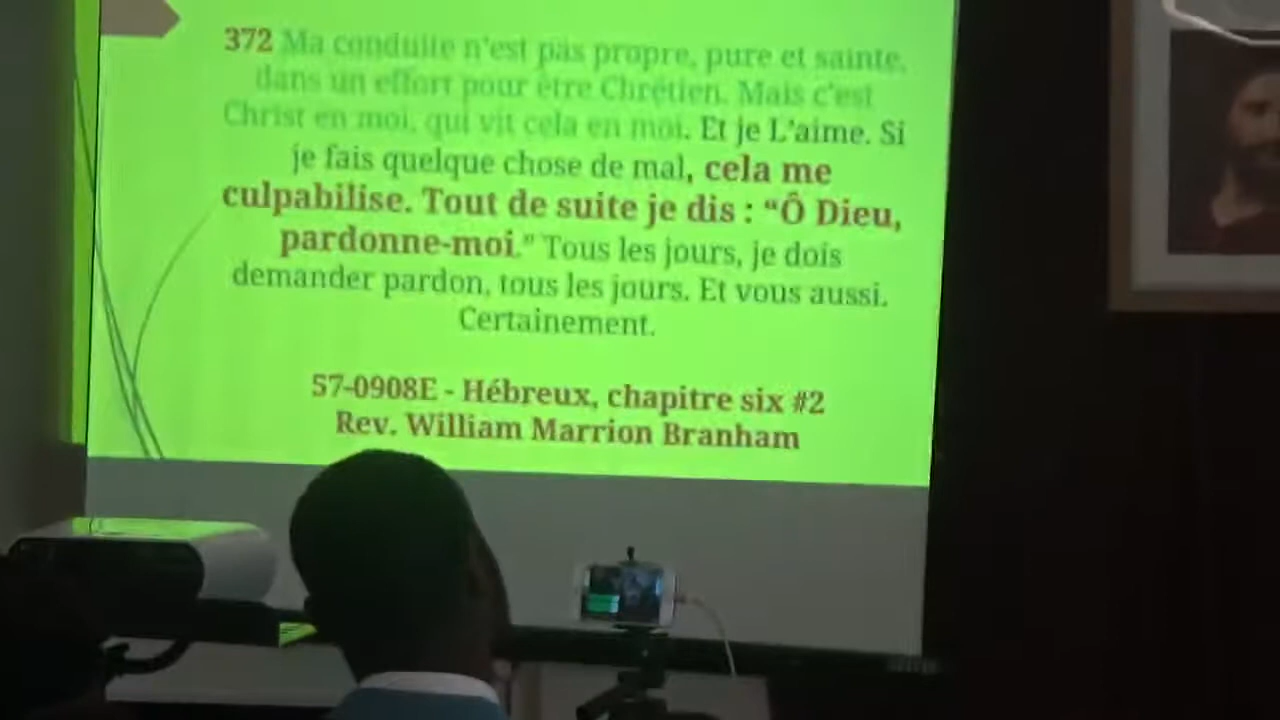 372 Ma conduite n'est pas propre, pure et sainte,
dans un effort pour être Chrétien. Mais c'est
Christ en moi, qui vit cela en moi. Et je L'aime. Si
je fais quelque chose de mal, cela me
culpabilise. Tout de suite je dis : “Ô Dieu,
pardonne-moi.” Tous les jours, je dois
demander pardon, tous les jours. Et vous aussi.
Certainement.
57-0908E - Hébreux, chapitre six #2
Rev. William Marrion Branham